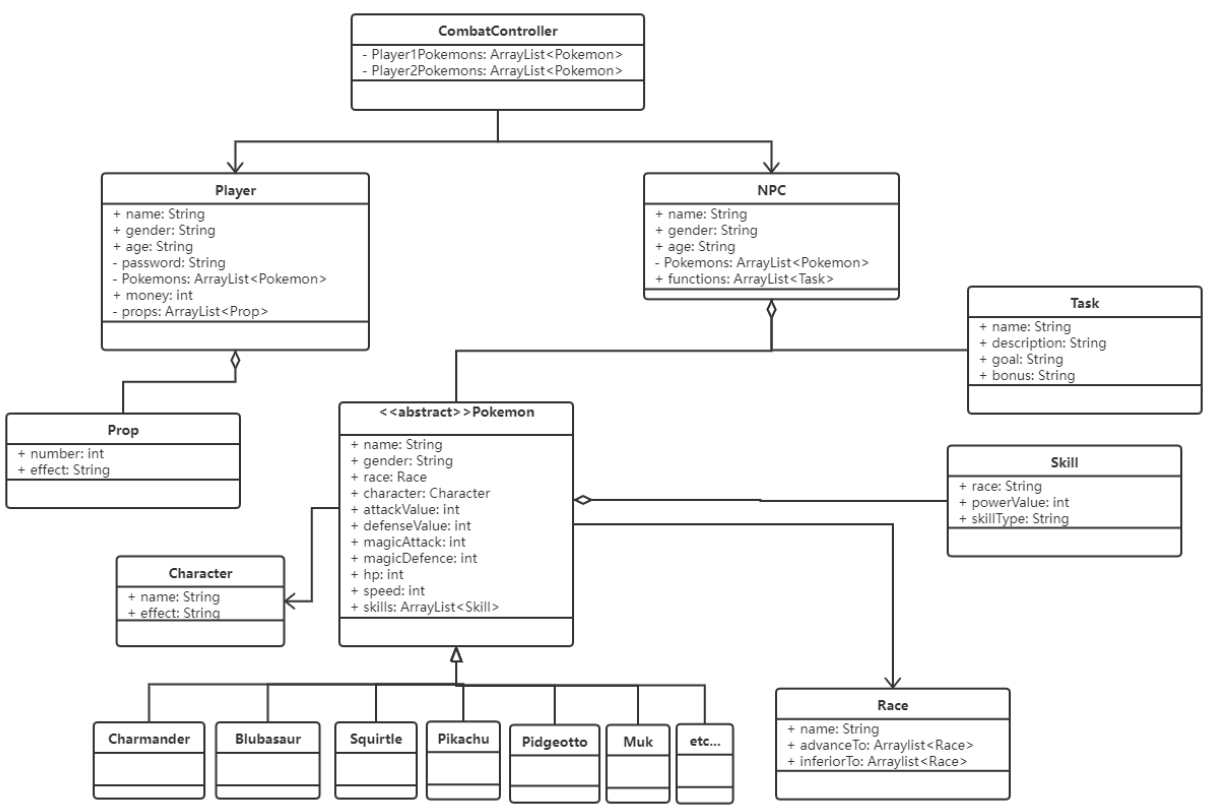 CombatController
- Player1Pokemons: ArrayList<Pokemon>
- Player2Pokemons: ArrayList<Pokemon>
Player
+ name: String
+ gender: String
+ age: String
- password: String
- Pokemons: ArrayList<Pokemon>
+ money: int
- props: ArrayList<Prop>
NPC
+ name: String
+ gender: String
+ age: String
- Pokemons: ArrayList<Pokemon>
+ functions: ArrayList<Task>
Task
+ name: String
+ description: String
+ goal: String
+ bonus: String
Prop
+ number: int
+ effect: String
<<abstract>>Pokemon
+ name: String
+ gender: String
+ race: Race
+ character: Character
+ attackValue: int
+ defenseValue: int
+ magicAttack: int
+ magicDefence: int
+ hp: int
+ speed: int
+ skills: ArrayList<Skill>
Skill
+ race: String
+ powerValue: int
+ skillType: String
Character
+ name: String
+ effect: String
Race
+ name: String
+ advanceTo: Arraylist<Race>
+ inferiorTo: Arraylist<Race>
Charmander
Blubasaur
Squirtle
Pikachu
Pidgeotto
Muk
etc...